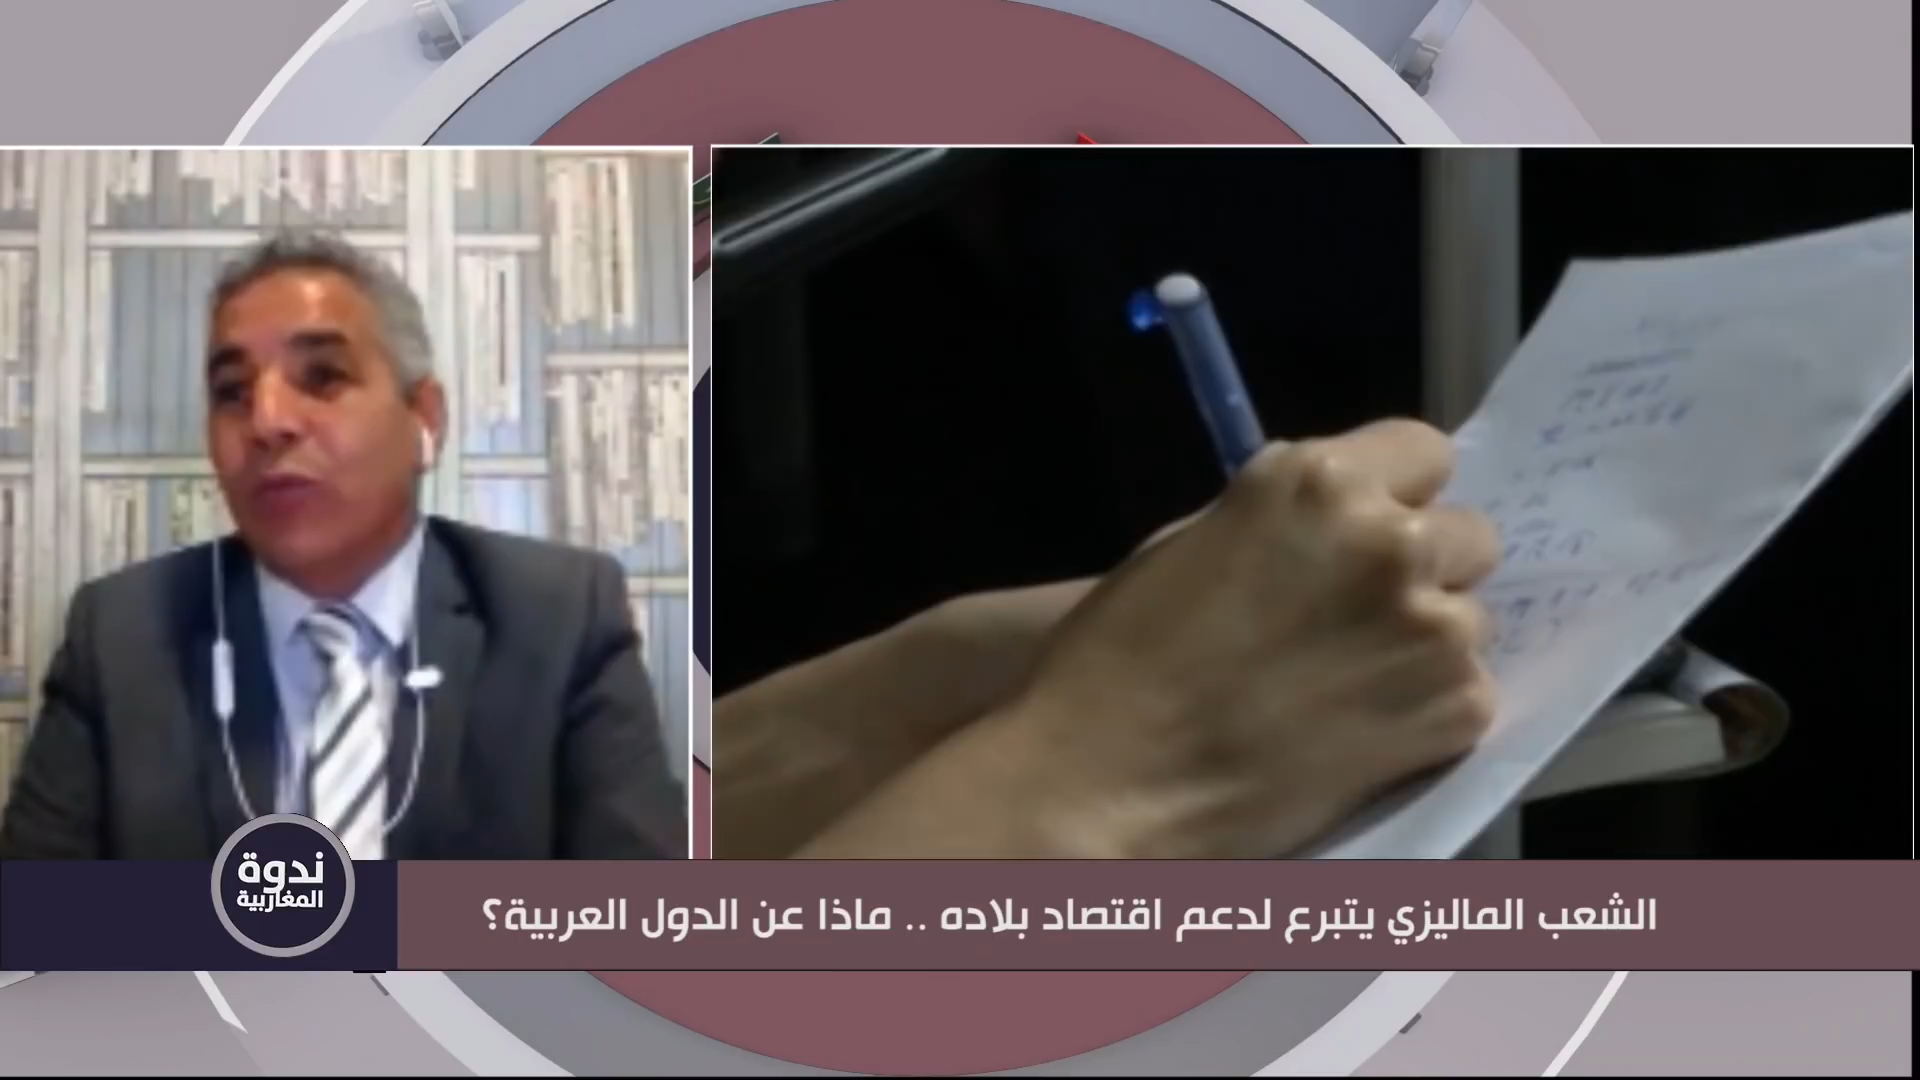 ندوة
المغاربية
الشعب الماليزي يتبرع لدعم اقتصاد بلاده .. ماذا عن الدول العربية؟